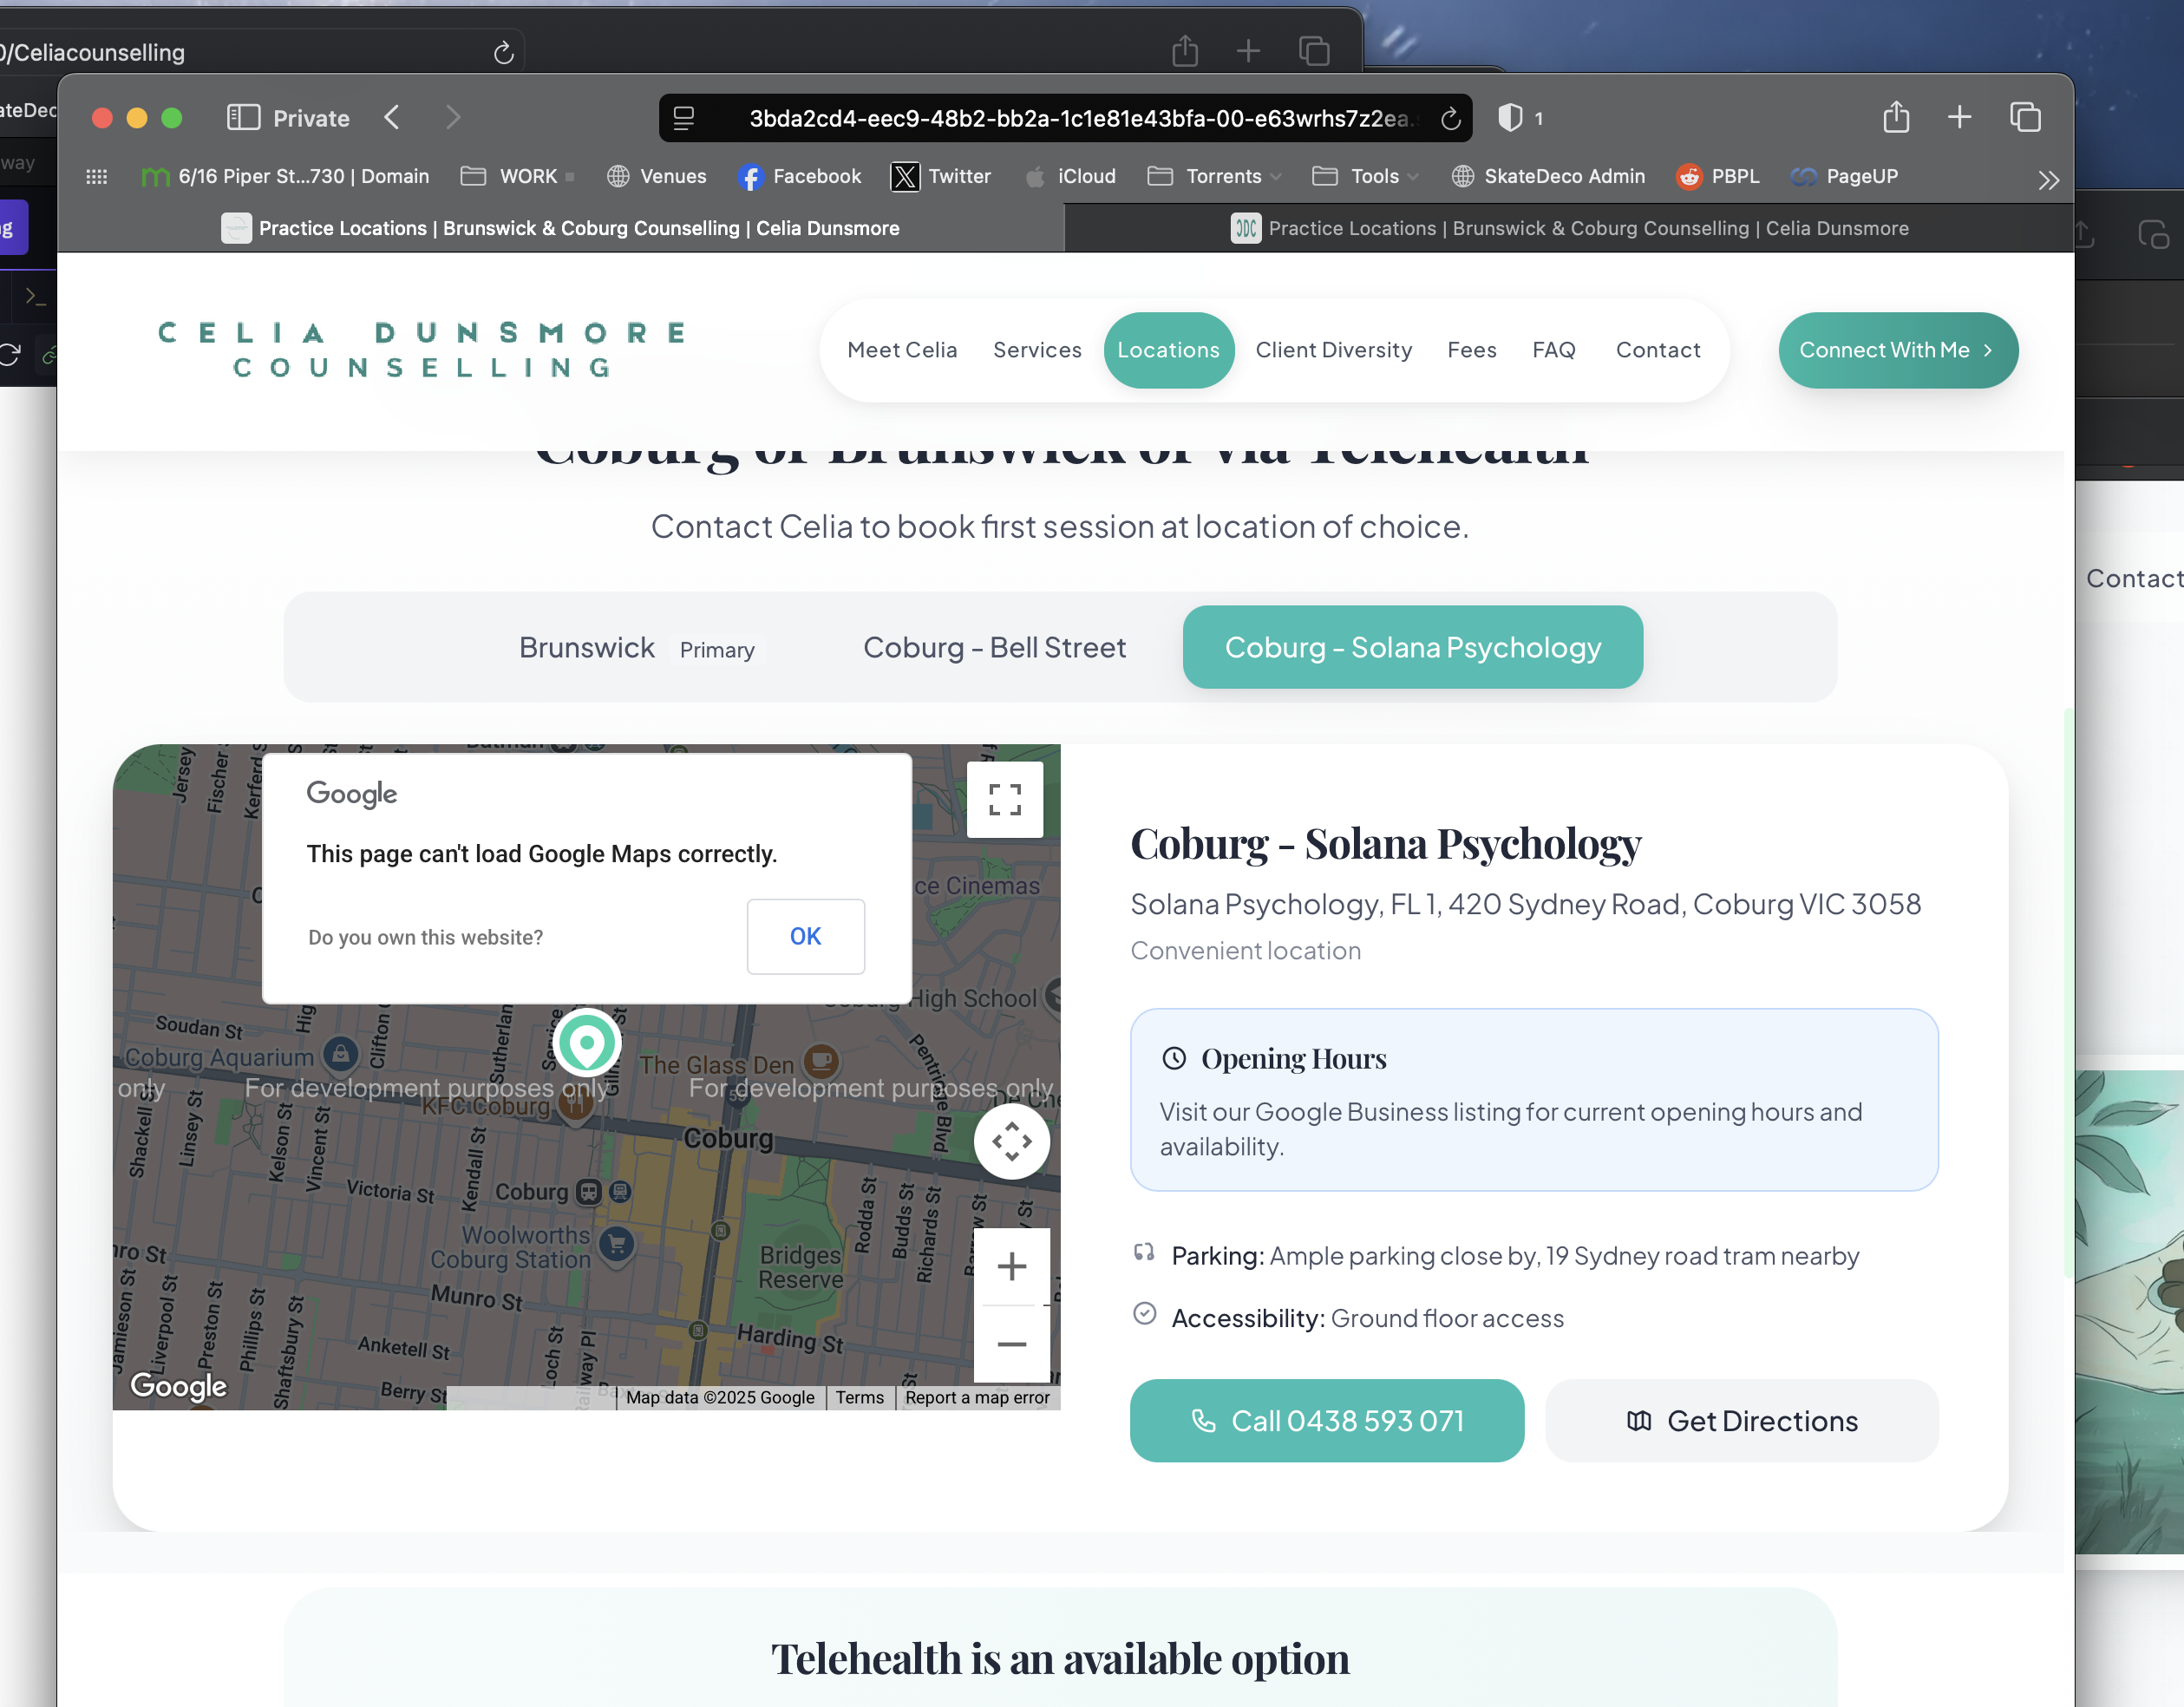 /Celiacounselling
ateDec
way
g
Private
3bda2cd4-eec9-48b2-bb2a-1c1e81e43bfa-00-e63wrhs7z2ea.
1
6/16 Piper St...730 | Domain
WORK
Venues
Facebook
Twitter
iCloud
Torrents
Tools
SkateDeco Admin
PBPL
PageUP
Practice Locations | Brunswick & Coburg Counselling | Celia Dunsmore
Practice Locations | Brunswick & Coburg Counselling | Celia Dunsmore
CELIA DUNSMORE
COUNSELLING
Meet Celia
Services
Locations
Client Diversity
Fees
FAQ
Contact
Connect With Me
Coburg or Brunswick or via Telehealth
Contact Celia to book first session at location of choice.
Contact
Brunswick Primary
Coburg - Bell Street
Coburg - Solana Psychology
Google
This page can't load Google Maps correctly.
Do you own this website?
OK
Jersey
Fischer
Kerferd
ce Cinemas
High School
Soudan St
Hig
Clifton
Sutherlan
Service
Coburg Aquarium
The Glass Den
Pentridge Blvd
only
For development purposes only
For development purposes only
KFC Coburg
Shackell
Linsey St
Kelson St
Vincent St
Kendall St
Coburg
Victoria St
Coburg
Woolworths
Coburg Station
Bridges
Reserve
Rodda St
Budds St
Richards St
nro St
Munro St
Harding St
Jamieson St
Liverpool St
Preston St
Phillips St
Shaftsbury St
Anketell St
Loch St
Railway Pl
Berry St
Google
Map data ©2025 Google
Terms
Report a map error
Coburg - Solana Psychology
Solana Psychology, FL 1, 420 Sydney Road, Coburg VIC 3058
Convenient location
Opening Hours
Visit our Google Business listing for current opening hours and
availability.
Parking: Ample parking close by, 19 Sydney road tram nearby
Accessibility: Ground floor access
Call 0438 593 071
Get Directions
Telehealth is an available option